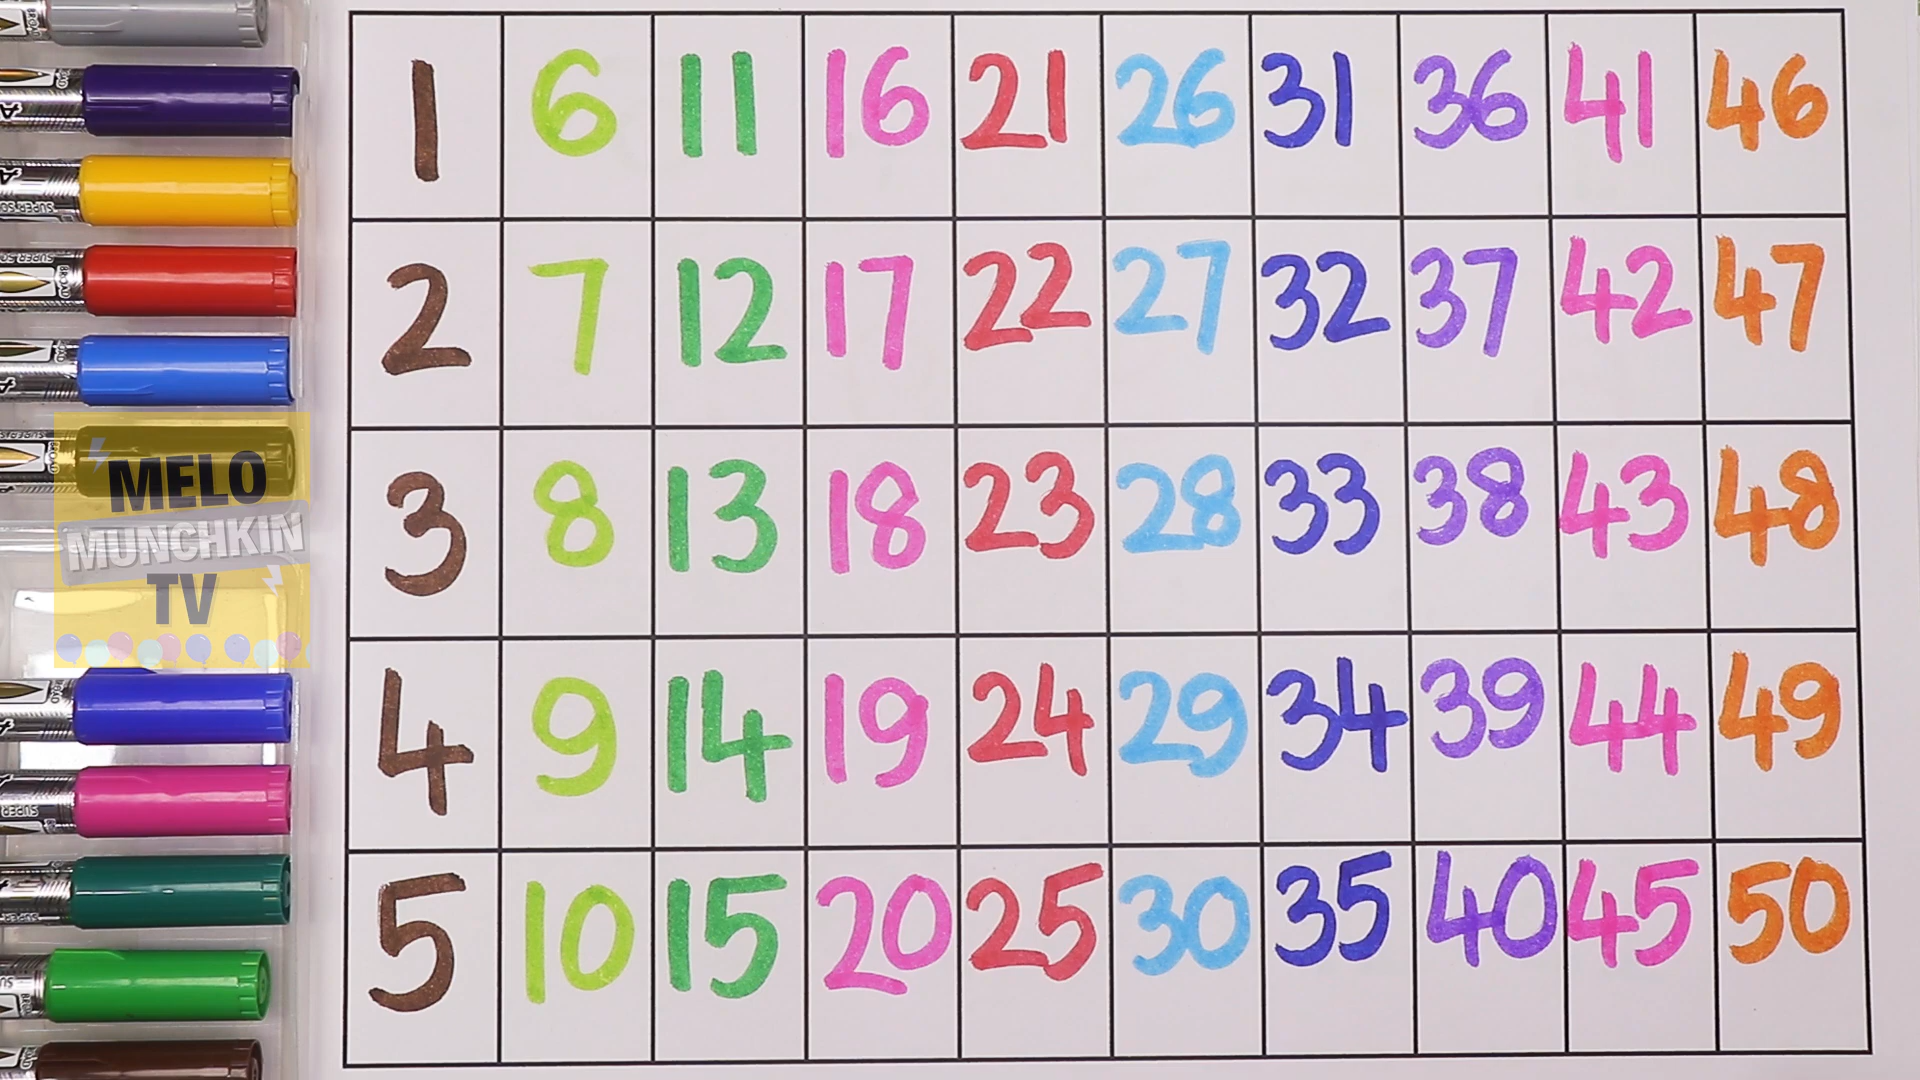 1 6 11 16 21 26 31 36 41 46
2 7 12 17 22 27 32 37 42 47
3 8 13 18 23 28 33 38 43 48
4 9 14 19 24 29 34 39 44 49
5 10 15 20 25 30 35 40 45 50
MELO
MUNCHKIN
TV